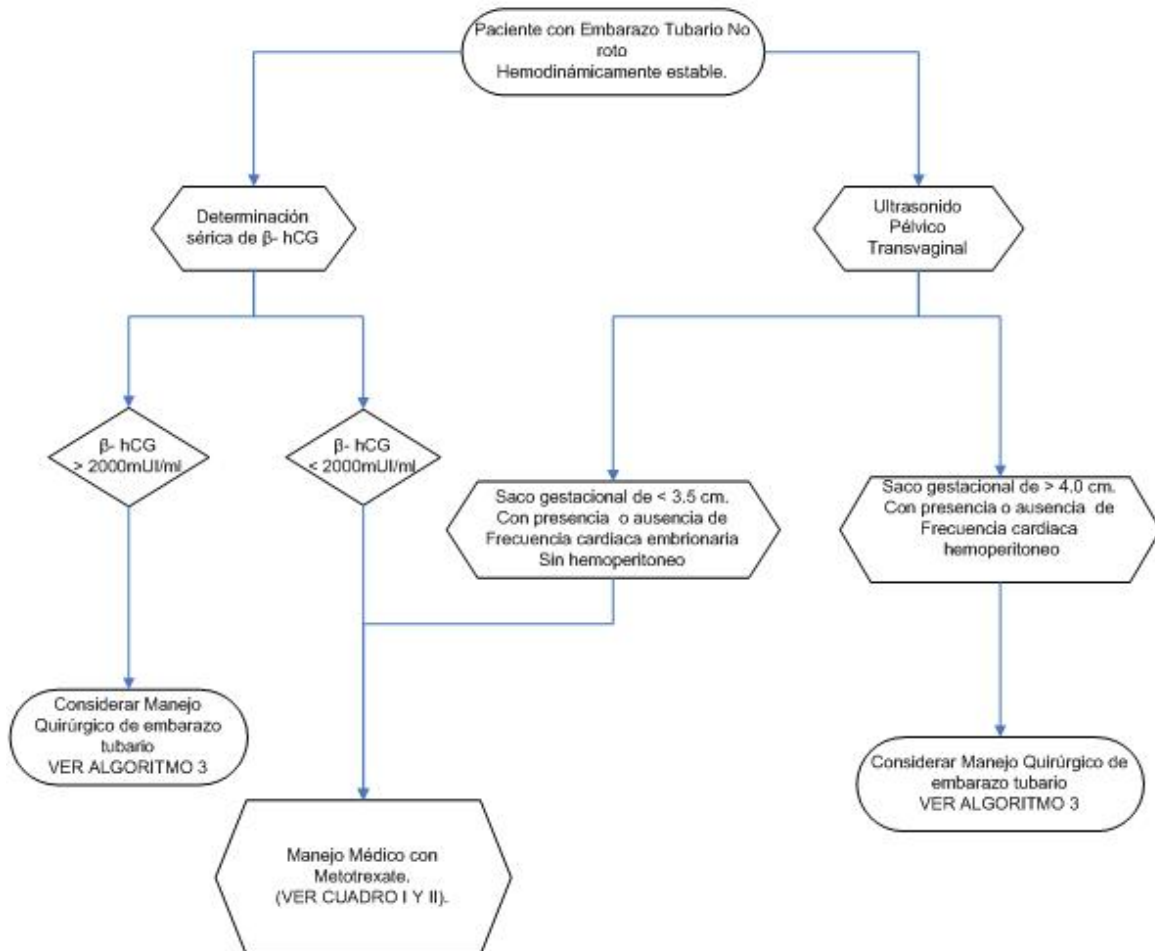 Paciente con Embarazo Tubario No
roto
Hemodinámicamente estable.
Determinación
sérica de β- hCG
Ultrasonido
Pélvico
Transvaginal
β- hCG
> 2000mUI/ml
β- hCG
< 2000mUI/ml
Saco gestacional de < 3.5 cm.
Con presencia o ausencia de
Frecuencia cardiaca embrionaria
Sin hemoperitoneo
Saco gestacional de > 4.0 cm.
Con presencia o ausencia de
Frecuencia cardiaca
hemoperitoneo
Considerar Manejo
Quirúrgico de embarazo
tubario
VER ALGORITMO 3
Considerar Manejo Quirúrgico de
embarazo tubario
VER ALGORITMO 3
Manejo Médico con
Metotrexate.
(VER CUADRO I Y II).